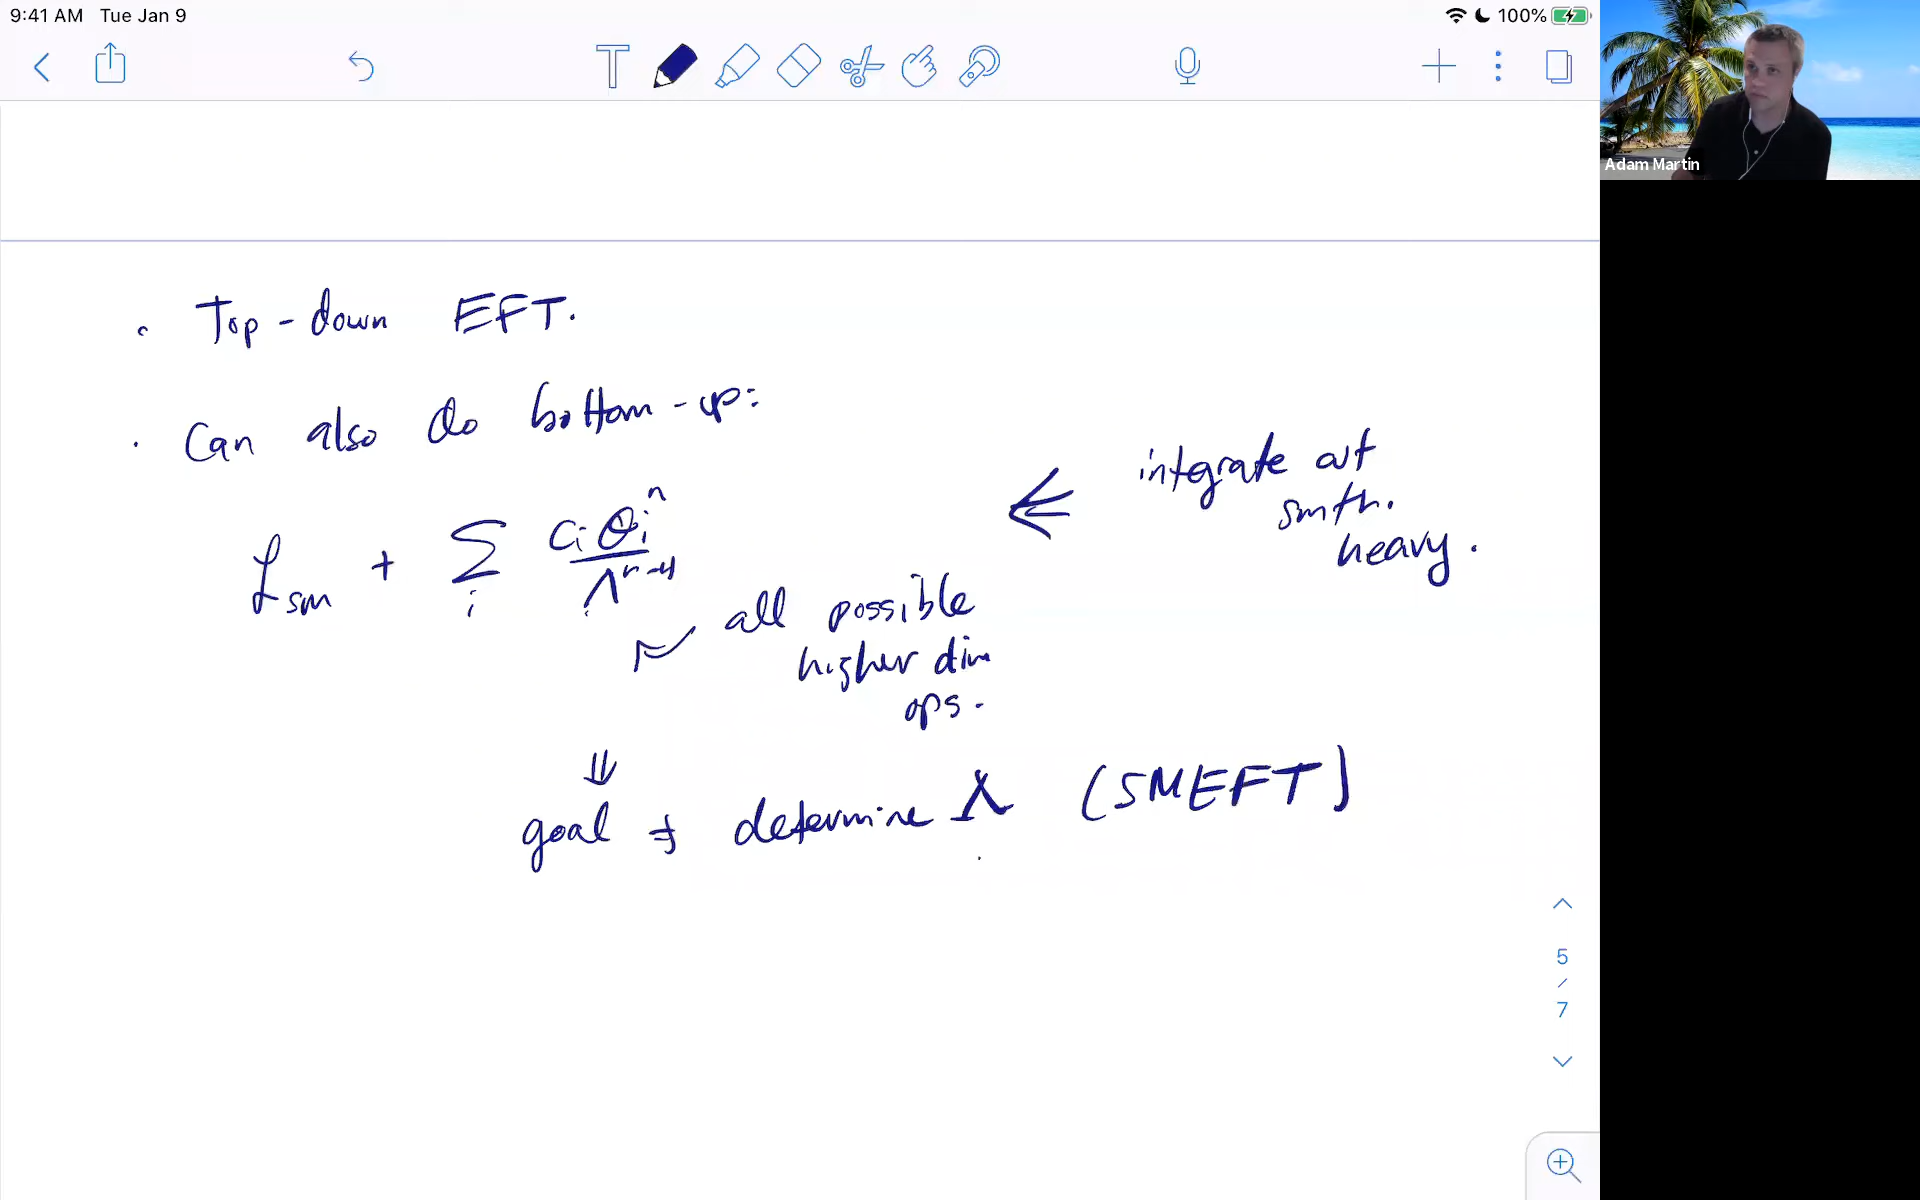 9:41 AM Tue Jan 9
100%
Adam Martin
• Top-down EFT.
• Can also do bottom-up:
integrate out
smth.
heavy.
ℒ_SM + Σ_i c_i O_i^n / Λ^{n-4}
all possible
higher dim
ops.
⇓
goal determine Λ (SMEFT)
5
/
7